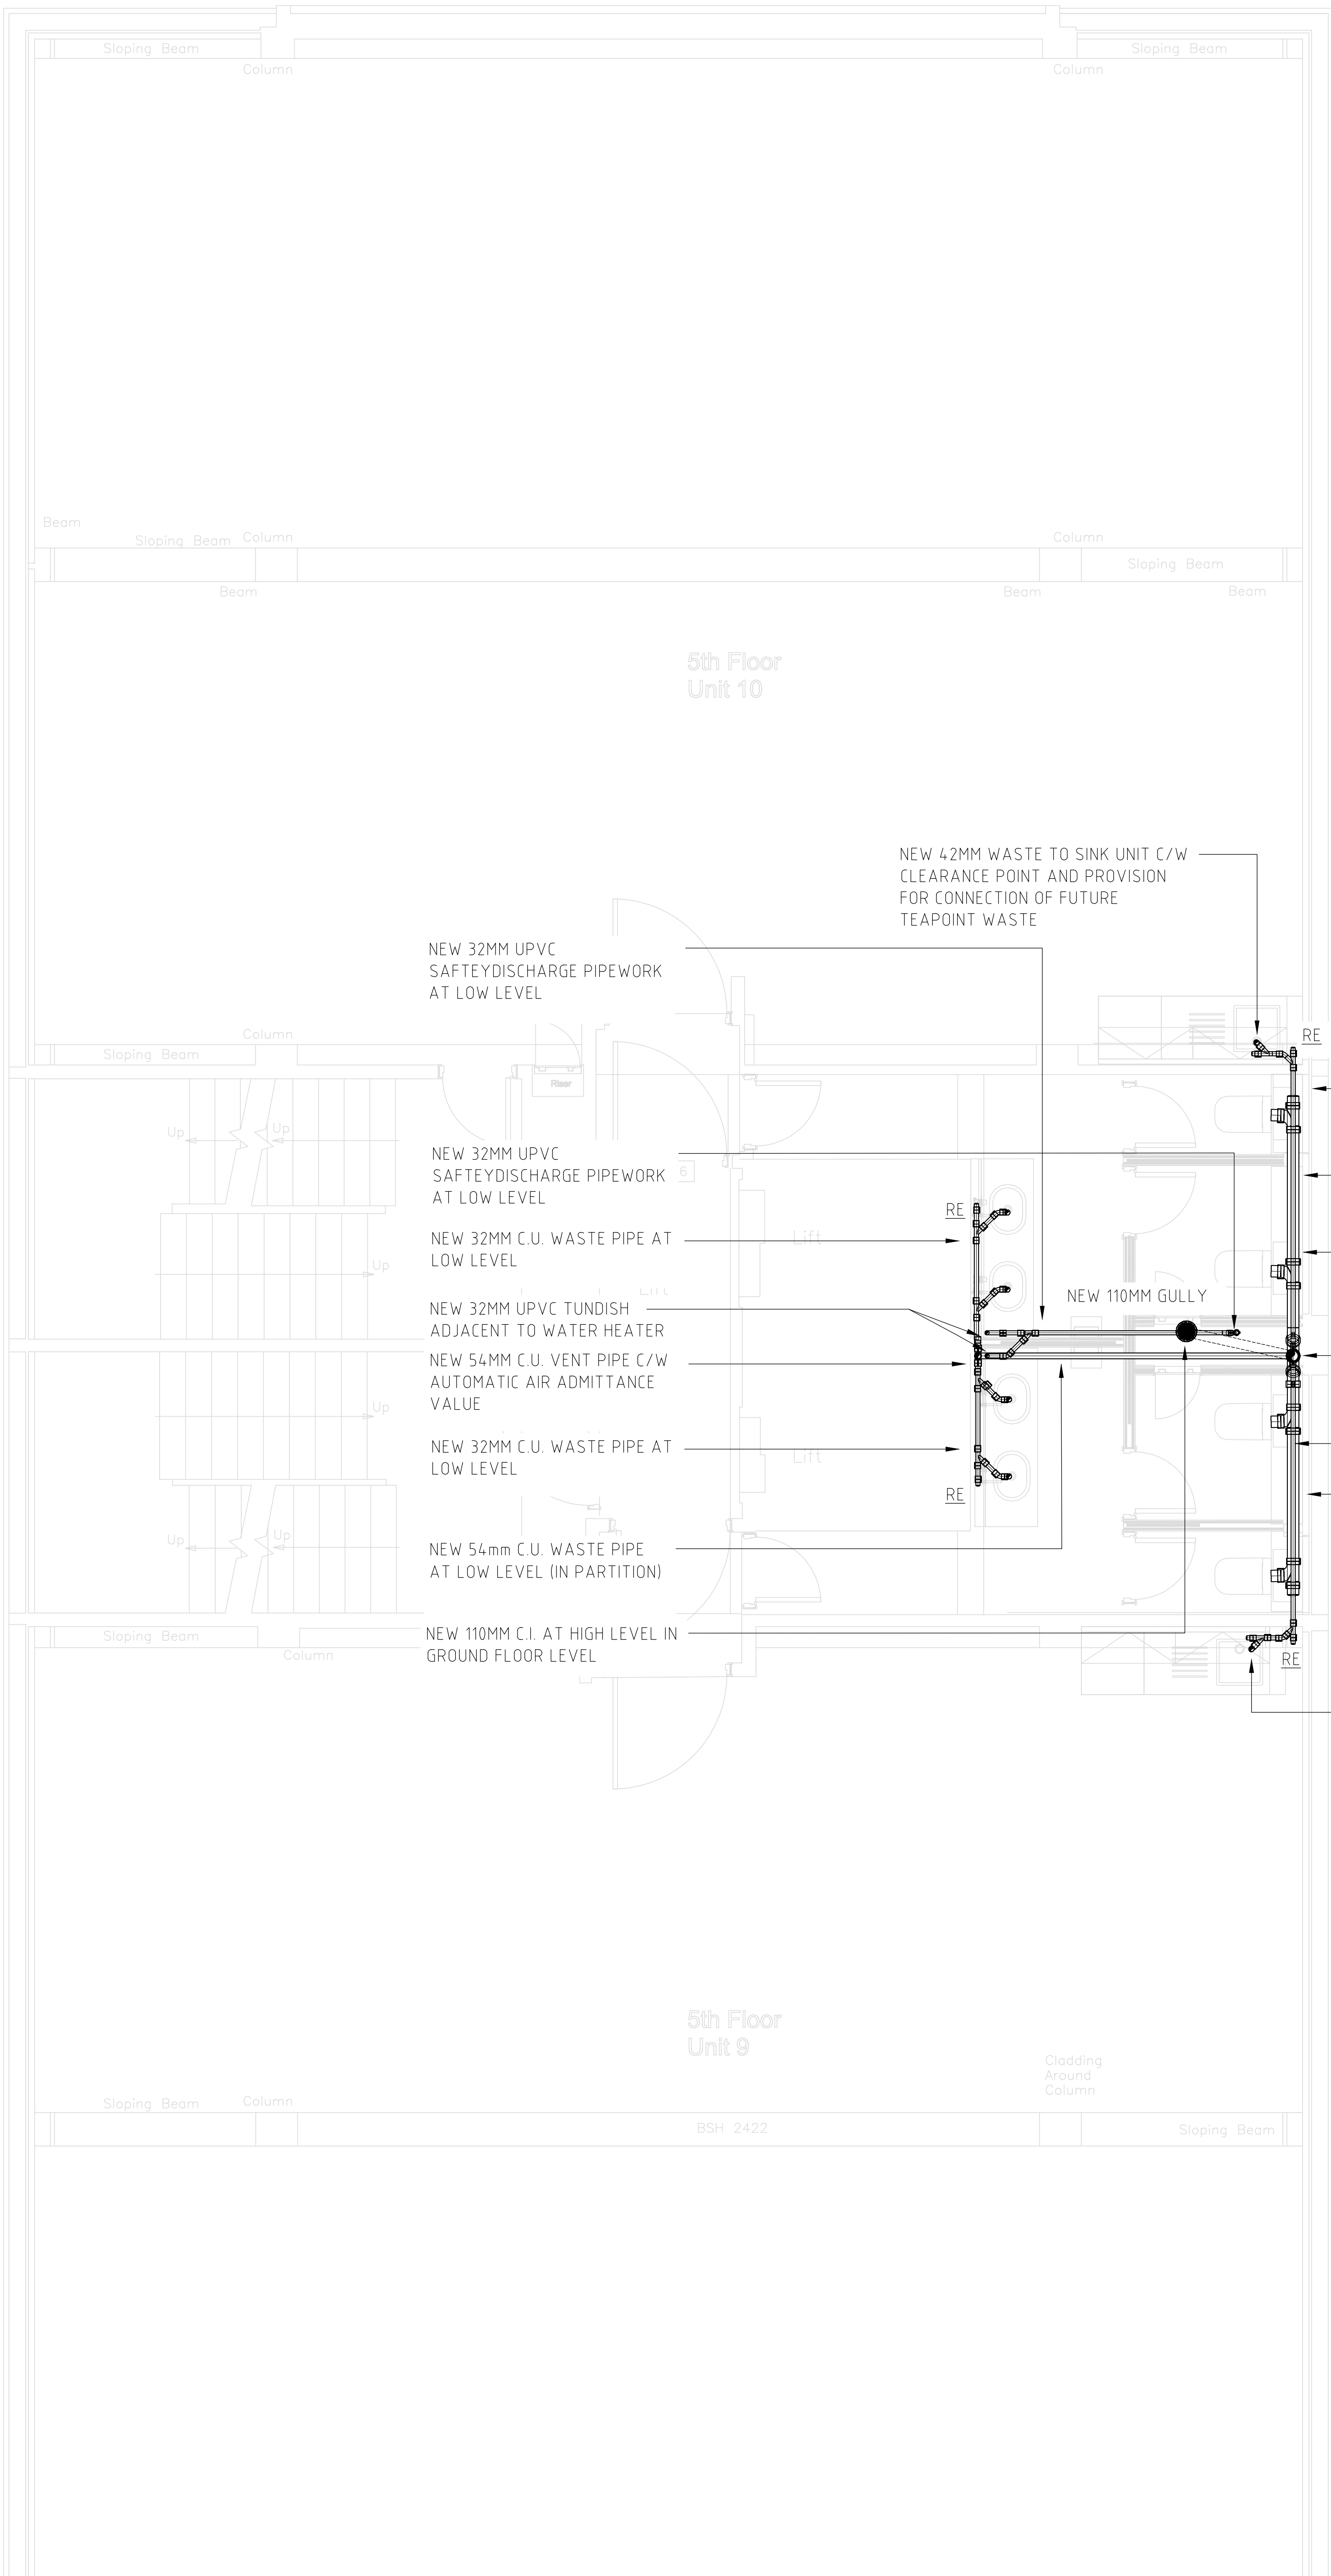 Sloping Beam
Sloping Beam
Column
Column
Beam
Sloping Beam
Column
Column
Sloping Beam
Beam
Beam
Beam
5th Floor
Unit 10
NEW 42MM WASTE TO SINK UNIT C/W
CLEARANCE POINT AND PROVISION
FOR CONNECTION OF FUTURE
TEAPOINT WASTE
NEW 32MM UPVC
SAFTEYDISCHARGE PIPEWORK
AT LOW LEVEL
Column
RE
Sloping Beam
Riser
Up
Up
NEW 32MM UPVC
SAFTEYDISCHARGE PIPEWORK
AT LOW LEVEL
6
RE
NEW 32MM C.U. WASTE PIPE AT
LOW LEVEL
Lift
Up
Lift
NEW 110MM GULLY
NEW 32MM UPVC TUNDISH
ADJACENT TO WATER HEATER
NEW 54MM C.U. VENT PIPE C/W
AUTOMATIC AIR ADMITTANCE
VALUE
Up
NEW 32MM C.U. WASTE PIPE AT
LOW LEVEL
Lift
RE
Up
Up
NEW 54mm C.U. WASTE PIPE
AT LOW LEVEL (IN PARTITION)
NEW 110MM C.I. AT HIGH LEVEL IN
GROUND FLOOR LEVEL
Sloping Beam
Column
RE
5th Floor
Unit 9
Cladding
Around
Column
Sloping Beam
Column
BSH 2422
Sloping Beam